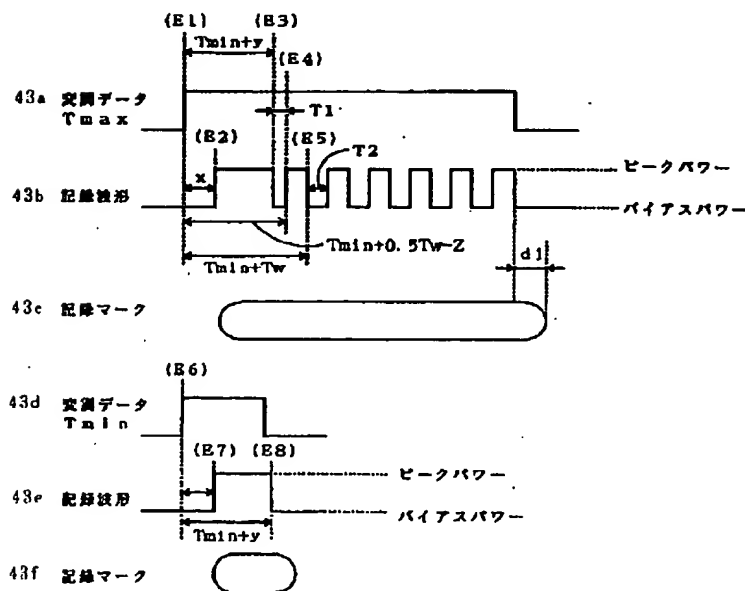 (E1)
(E3)
Tmin+y
(E4)
43a 変調データ
Tmax
T1
(E2)
(E5)
T2
x
ピークパワー
43b 記録波形
バイアスパワー
Tmin+0.5Tw-Z
Tmin+Tw
d1
43c 記録マーク
(E6)
43d 変調データ
Tmin
(E7)
(E8)
ピークパワー
43e 記録波形
バイアスパワー
Tmin+y
43f 記録マーク